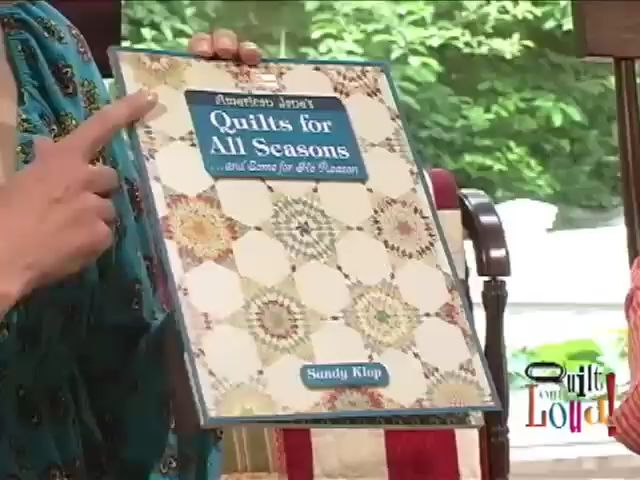 American Jane's
Quilts for
All Seasons
...and Some for No Reason
Sandy Klop
Quilt
out
Loud!